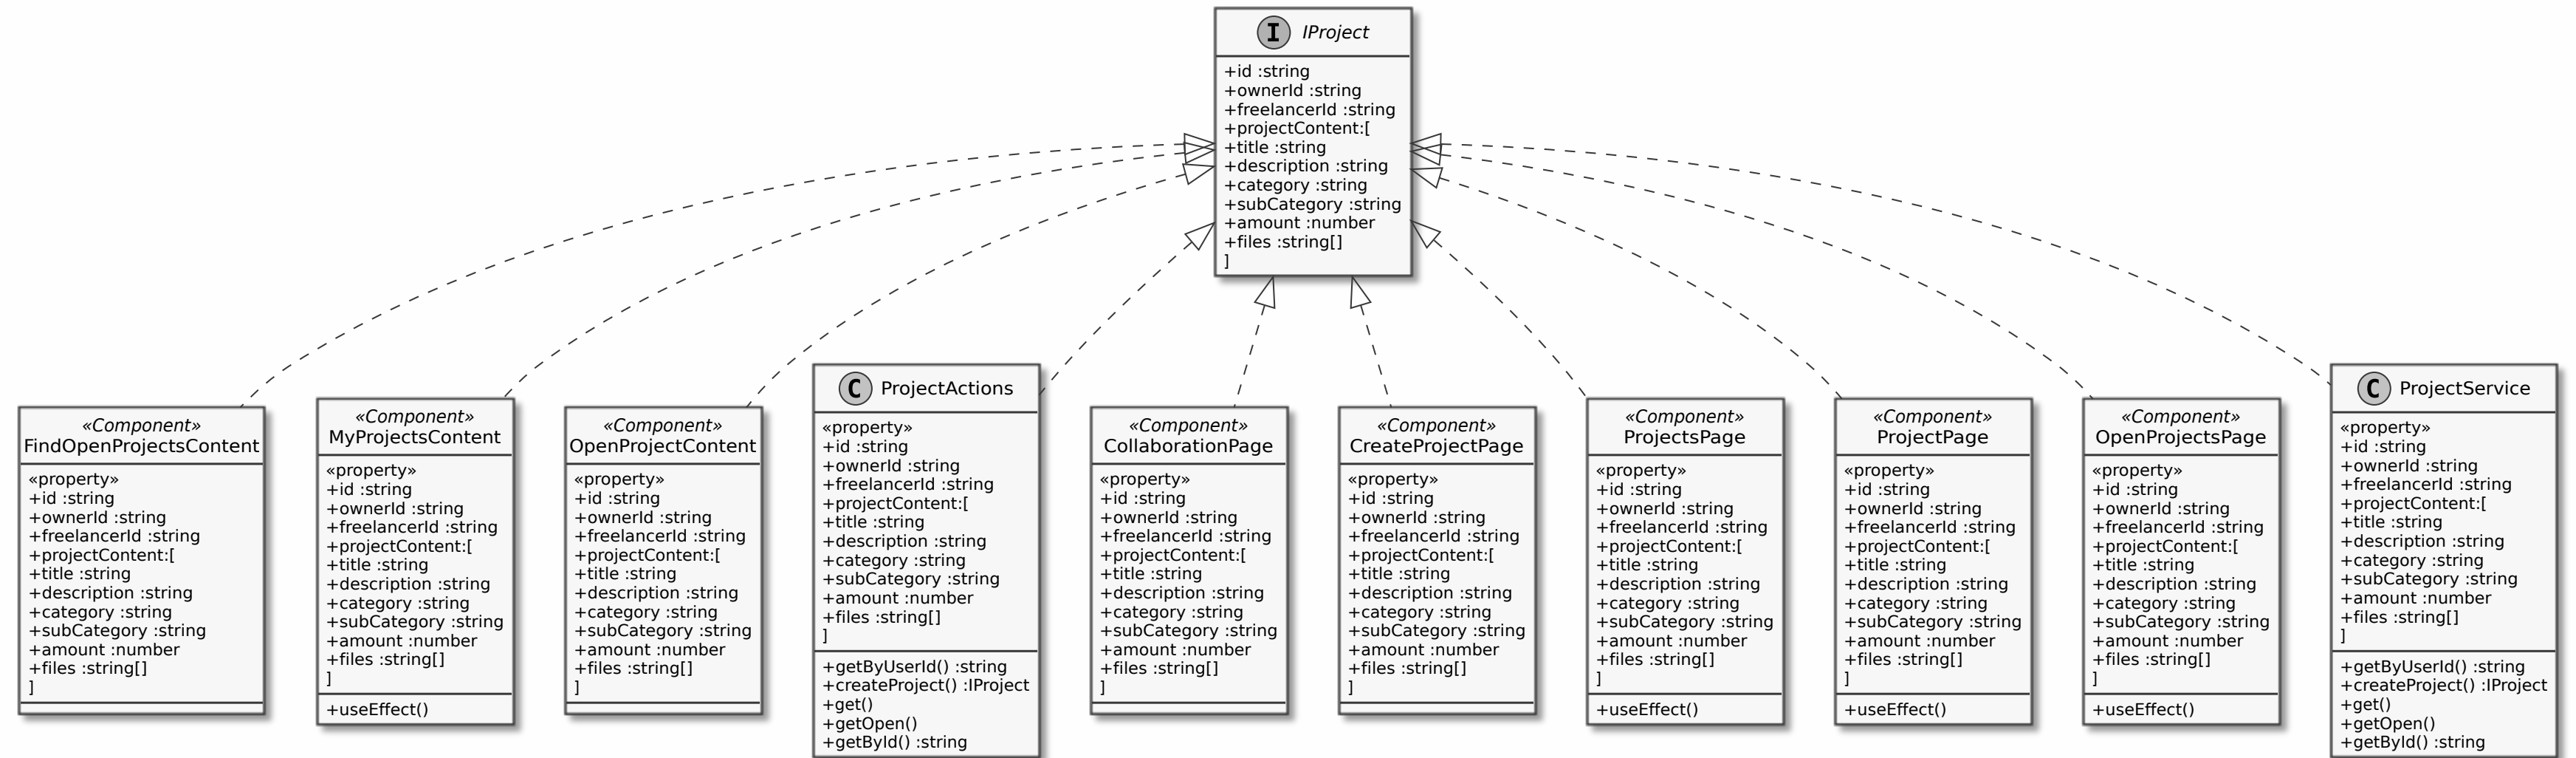 I IProject
+id :string
+ownerId :string
+freelancerId :string
+projectContent:[
+title :string
+description :string
+category :string
+subCategory :string
+amount :number
+files :string[]
]
«Component»
FindOpenProjectsContent
«property»
+id :string
+ownerId :string
+freelancerId :string
+projectContent:[
+title :string
+description :string
+category :string
+subCategory :string
+amount :number
+files :string[]
]
«Component»
MyProjectsContent
«property»
+id :string
+ownerId :string
+freelancerId :string
+projectContent:[
+title :string
+description :string
+category :string
+subCategory :string
+amount :number
+files :string[]
]
+useEffect()
«Component»
OpenProjectContent
«property»
+id :string
+ownerId :string
+freelancerId :string
+projectContent:[
+title :string
+description :string
+category :string
+subCategory :string
+amount :number
+files :string[]
]
C ProjectActions
«property»
+id :string
+ownerId :string
+freelancerId :string
+projectContent:[
+title :string
+description :string
+category :string
+subCategory :string
+amount :number
+files :string[]
]
+getByUserId() :string
+createProject() :IProject
+get()
+getOpen()
+getById() :string
«Component»
CollaborationPage
«property»
+id :string
+ownerId :string
+freelancerId :string
+projectContent:[
+title :string
+description :string
+category :string
+subCategory :string
+amount :number
+files :string[]
]
«Component»
CreateProjectPage
«property»
+id :string
+ownerId :string
+freelancerId :string
+projectContent:[
+title :string
+description :string
+category :string
+subCategory :string
+amount :number
+files :string[]
]
«Component»
ProjectsPage
«property»
+id :string
+ownerId :string
+freelancerId :string
+projectContent:[
+title :string
+description :string
+category :string
+subCategory :string
+amount :number
+files :string[]
]
+useEffect()
«Component»
ProjectPage
«property»
+id :string
+ownerId :string
+freelancerId :string
+projectContent:[
+title :string
+description :string
+category :string
+subCategory :string
+amount :number
+files :string[]
]
+useEffect()
«Component»
OpenProjectsPage
«property»
+id :string
+ownerId :string
+freelancerId :string
+projectContent:[
+title :string
+description :string
+category :string
+subCategory :string
+amount :number
+files :string[]
]
+useEffect()
C ProjectService
«property»
+id :string
+ownerId :string
+freelancerId :string
+projectContent:[
+title :string
+description :string
+category :string
+subCategory :string
+amount :number
+files :string[]
]
+getByUserId() :string
+createProject() :IProject
+get()
+getOpen()
+getById() :string